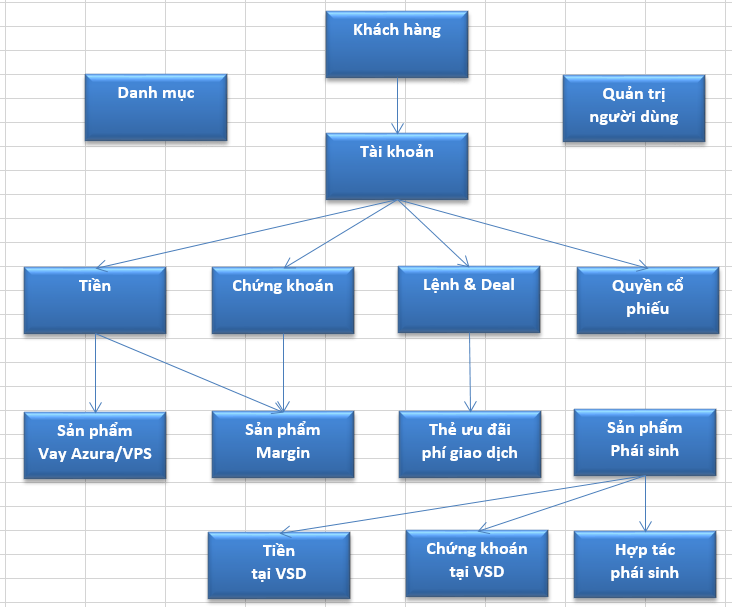 Khách hàng
Danh mục
Quản trị
người dùng
Tài khoản
Tiền
Chứng khoán
Lệnh & Deal
Quyền cổ
phiếu
Sản phẩm
Vay Azura/VPS
Sản phẩm
Margin
Thẻ ưu đãi
phí giao dịch
Sản phẩm
Phái sinh
Tiền
tại VSD
Chứng khoán
tại VSD
Hợp tác
phái sinh